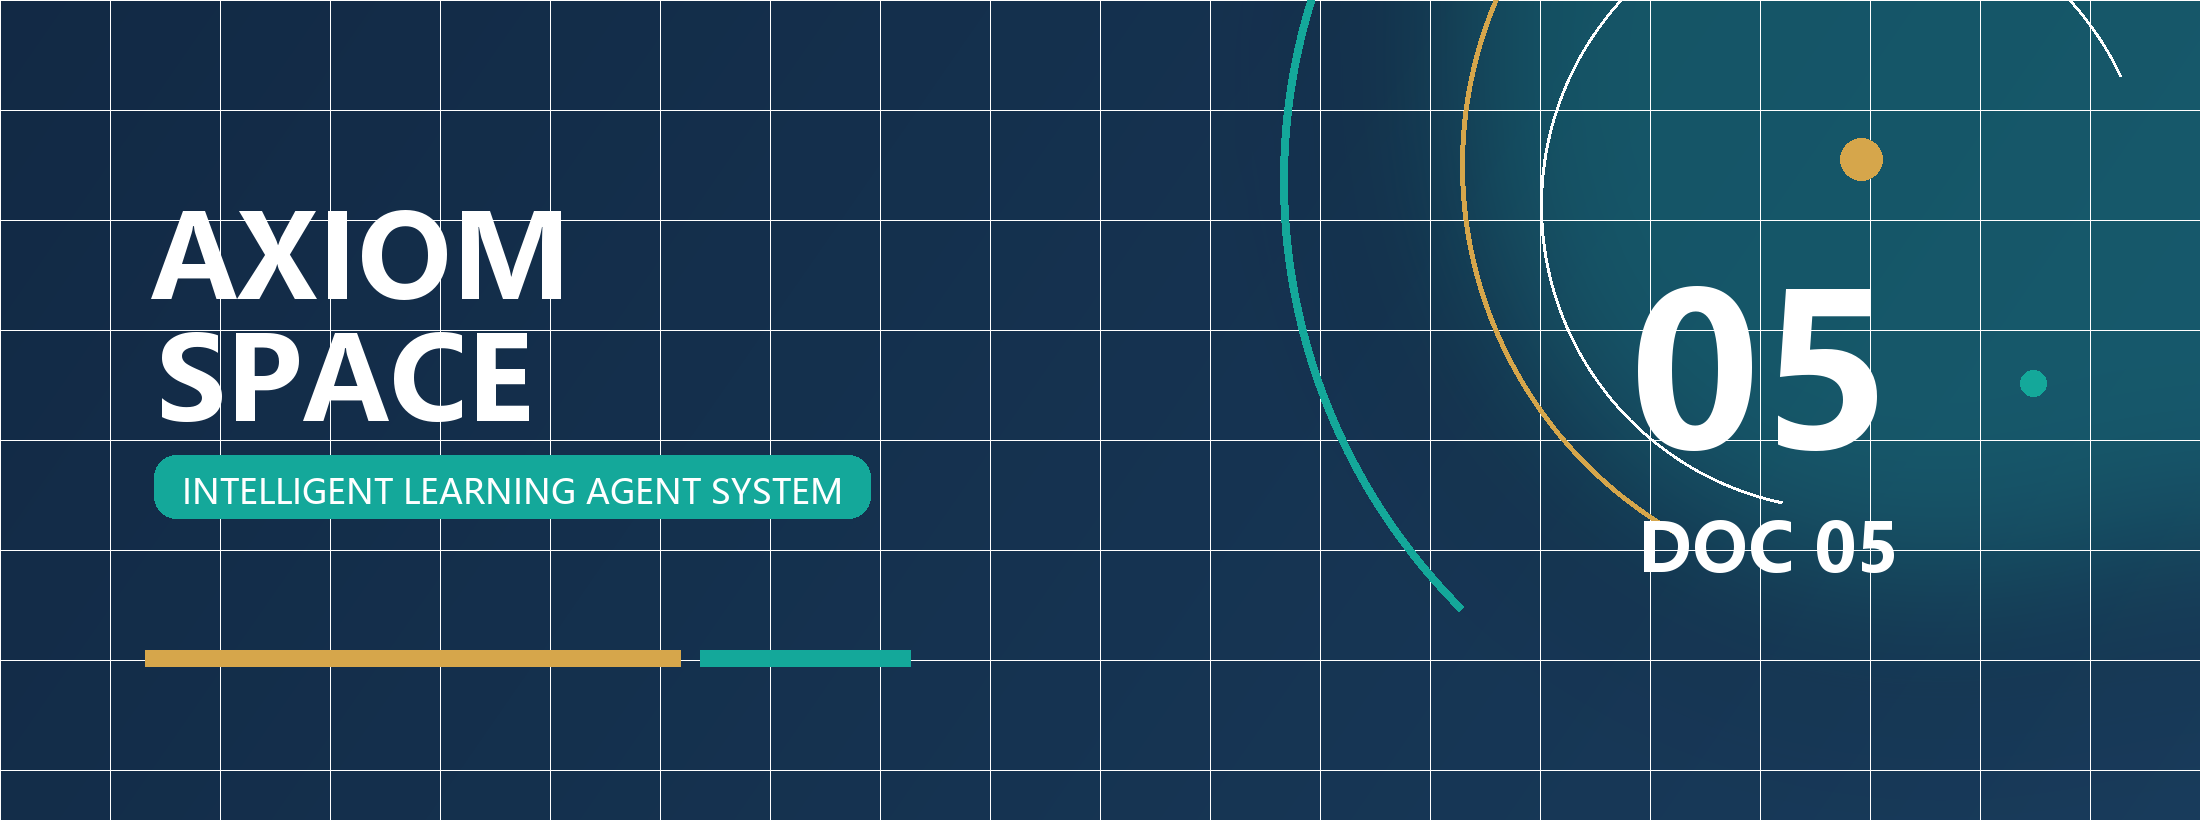 AXIOM
SPACE
INTELLIGENT LEARNING AGENT SYSTEM
05
DOC 05